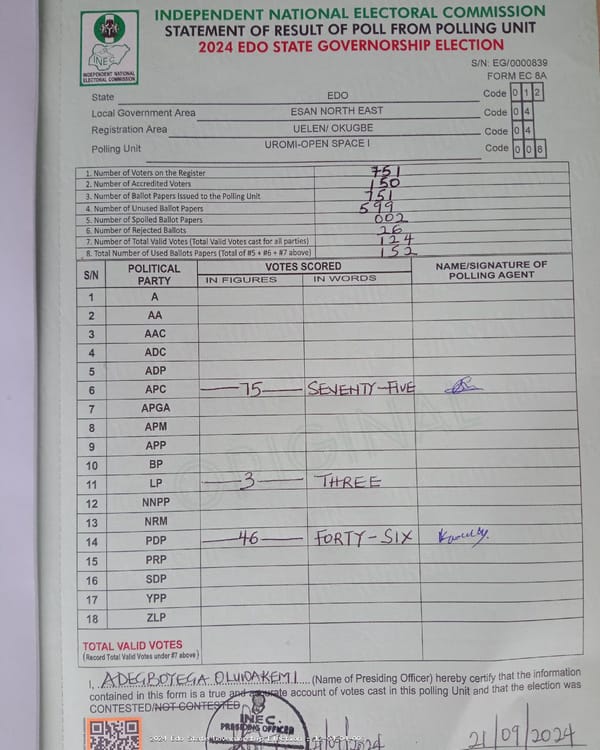 INDEPENDENT NATIONAL ELECTORAL COMMISSION
STATEMENT OF RESULT OF POLL FROM POLLING UNIT
2024 EDO STATE GOVERNORSHIP ELECTION
INEC
INDEPENDENT NATIONAL
ELECTORAL COMMISSION
S/N: EG/0000839
FORM EC 8A
State EDO Code 0 1 2
Local Government Area ESAN NORTH EAST Code 0 4
Registration Area UELEN/ OKUGBE Code 0 4
Polling Unit UROMI-OPEN SPACE I Code 0 0 8
1. Number of Voters on the Register 751
2. Number of Accredited Voters 150
3. Number of Ballot Papers Issued to the Polling Unit 751
4. Number of Unused Ballot Papers 599
5. Number of Spoiled Ballot Papers 002
6. Number of Rejected Ballots 26
7. Number of Total Valid Votes (Total Valid Votes cast for all parties) 124
8. Total Number of Used Ballots Papers (Total of #5 + #6 + #7 above) 152
S/N POLITICAL PARTY VOTES SCORED NAME/SIGNATURE OF POLLING AGENT
IN FIGURES IN WORDS
1 A
2 AA
3 AAC
4 ADC
5 ADP
6 APC 75 SEVENTY-FIVE
7 APGA
8 APM
9 APP
10 BP
11 LP 3 THREE
12 NNPP
13 NRM
14 PDP 46 FORTY-SIX
15 PRP
16 SDP
17 YPP
18 ZLP
ORIGINAL
TOTAL VALID VOTES
(Record Total Valid Votes under #7 above)
I, ADEGBOYEGA OLUWAKEMI (Name of Presiding Officer) hereby certify that the information
contained in this form is a true and accurate account of votes cast in this polling Unit and that the election was
CONTESTED/NOT CONTESTED
INEC
PRESIDING OFFICER
21/09/2024
21/09/2024